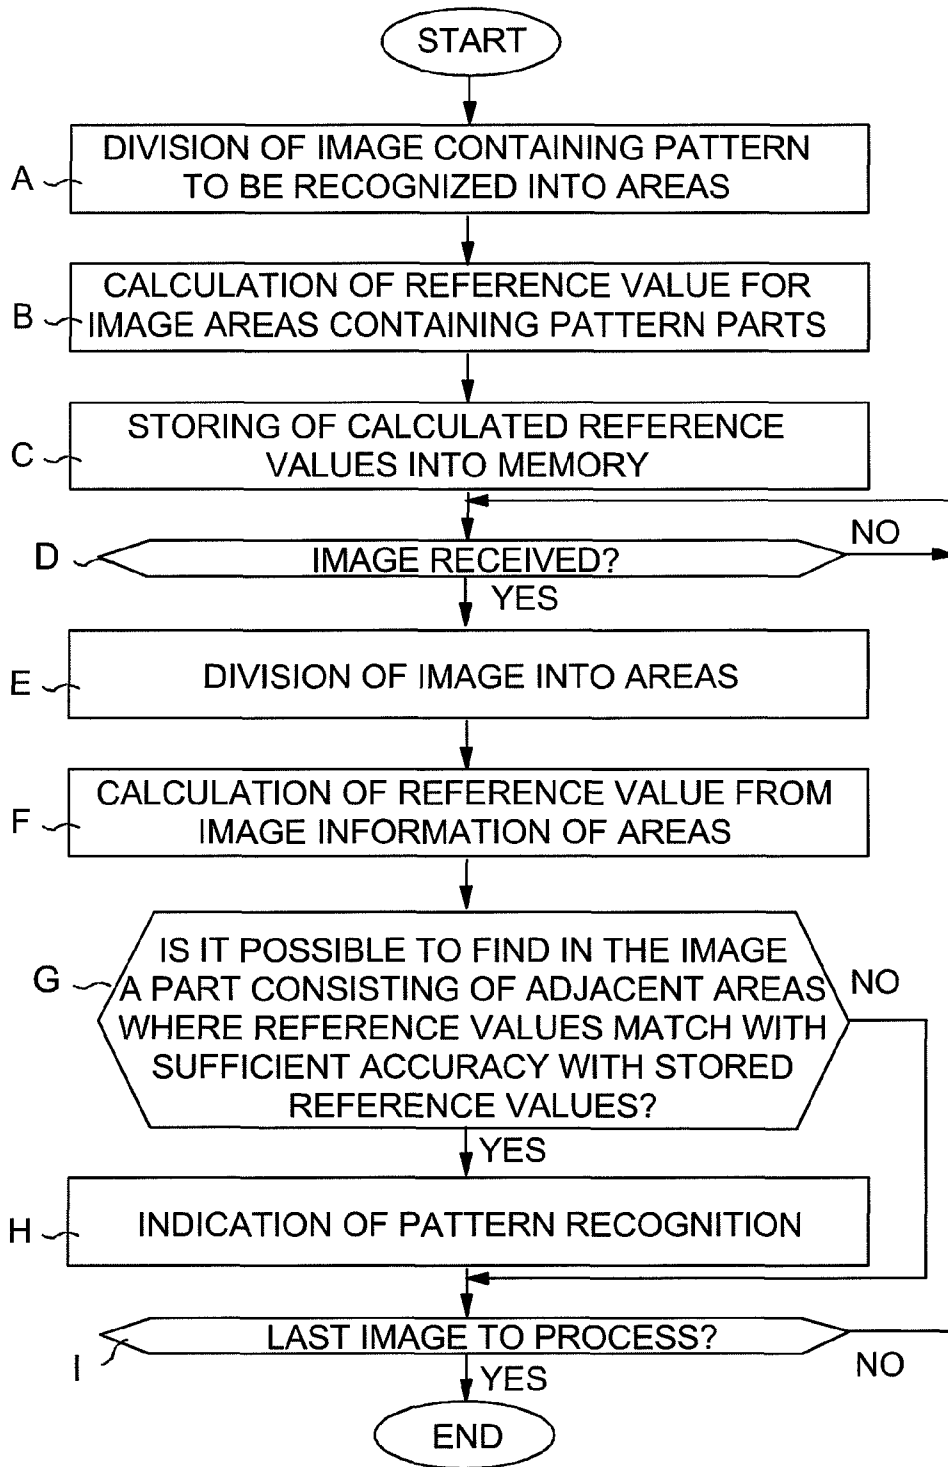 START
DIVISION OF IMAGE CONTAINING PATTERN
TO BE RECOGNIZED INTO AREAS
A
CALCULATION OF REFERENCE VALUE FOR
IMAGE AREAS CONTAINING PATTERN PARTS
B
STORING OF CALCULATED REFERENCE
VALUES INTO MEMORY
C
NO
D
IMAGE RECEIVED?
YES
E
DIVISION OF IMAGE INTO AREAS
CALCULATION OF REFERENCE VALUE FROM
IMAGE INFORMATION OF AREAS
F
IS IT POSSIBLE TO FIND IN THE IMAGE
A PART CONSISTING OF ADJACENT AREAS
WHERE REFERENCE VALUES MATCH WITH
SUFFICIENT ACCURACY WITH STORED
REFERENCE VALUES?
G
NO
YES
H
INDICATION OF PATTERN RECOGNITION
LAST IMAGE TO PROCESS?
I
NO
YES
END